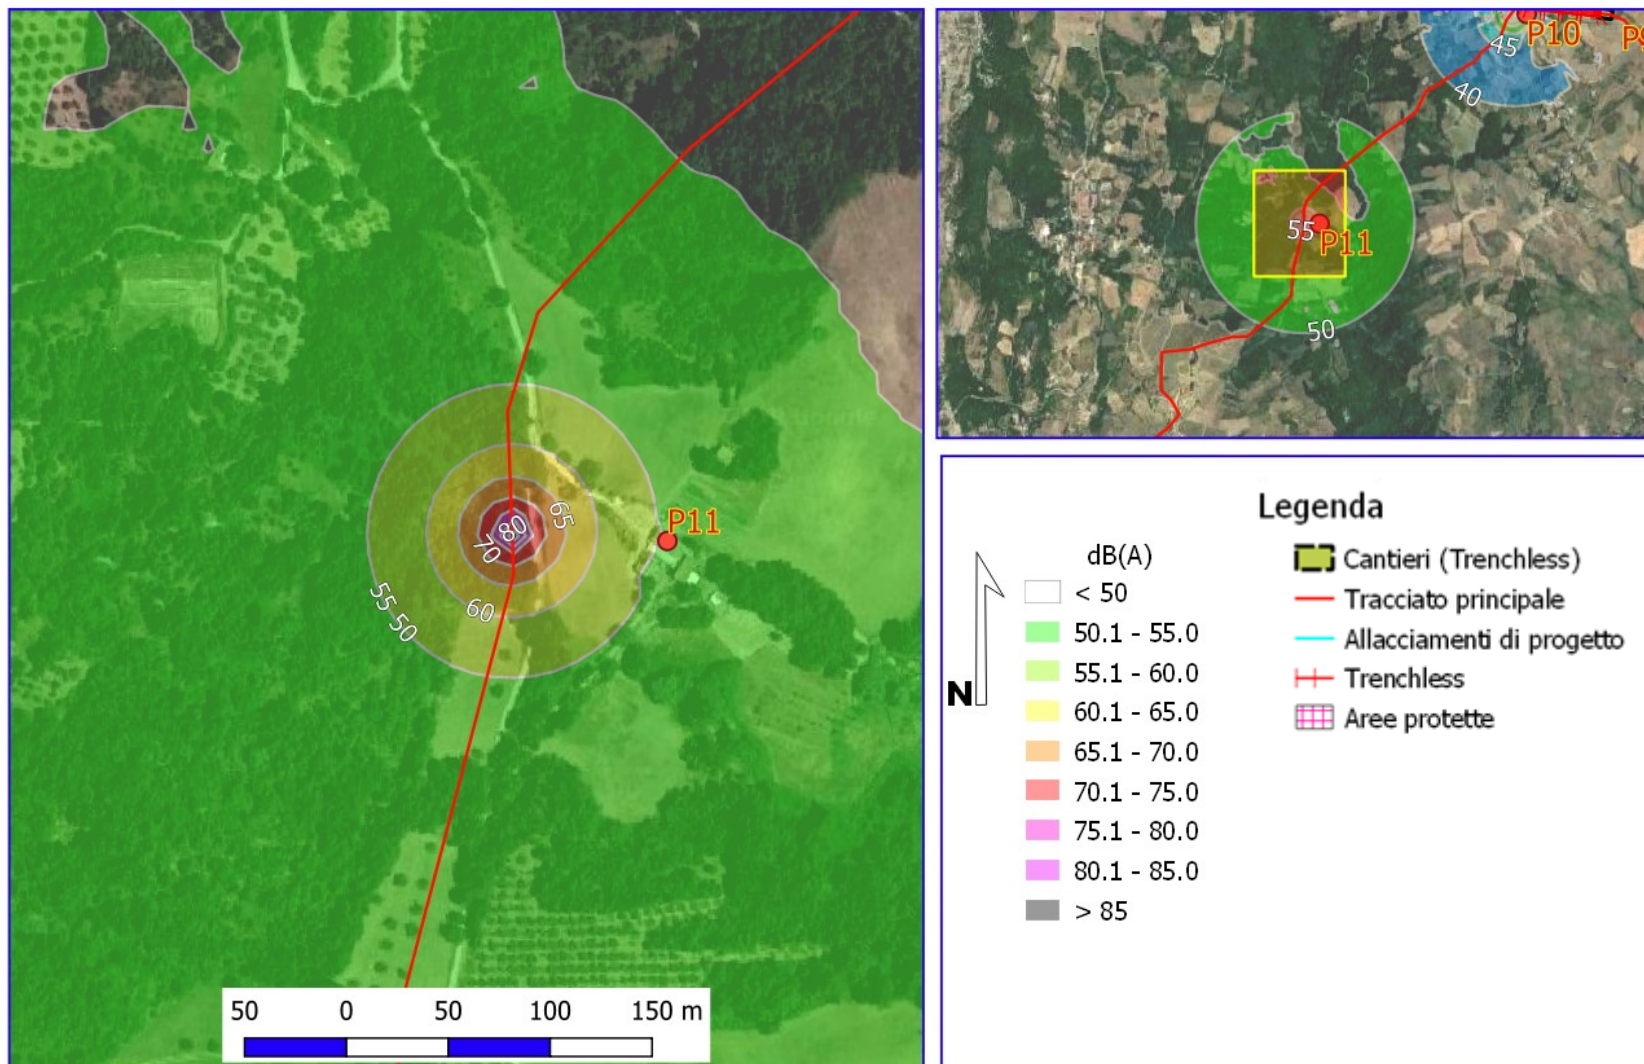 P11
80
65
70
60
55
50
50 0 50 100 150 m
P10
P9
45
40
55
P11
50
Legenda
dB(A)
< 50
50.1 - 55.0
55.1 - 60.0
60.1 - 65.0
65.1 - 70.0
70.1 - 75.0
75.1 - 80.0
80.1 - 85.0
> 85
N
Cantieri (Trenchless)
Tracciato principale
Allacciamenti di progetto
Trenchless
Aree protette